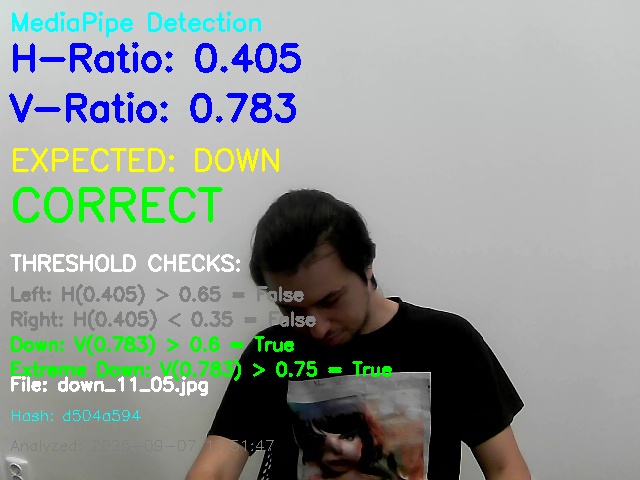 MediaPipe Detection
H-Ratio: 0.405
V-Ratio: 0.783
EXPECTED: DOWN
CORRECT
THRESHOLD CHECKS:
Left: H(0.405) > 0.65 = False
Right: H(0.405) < 0.35 = False
Down: V(0.783) > 0.6 = True
Extreme Down: V(0.783) > 0.75 = True
File: down_11_05.jpg
Hash: d504a594
Analyzed: